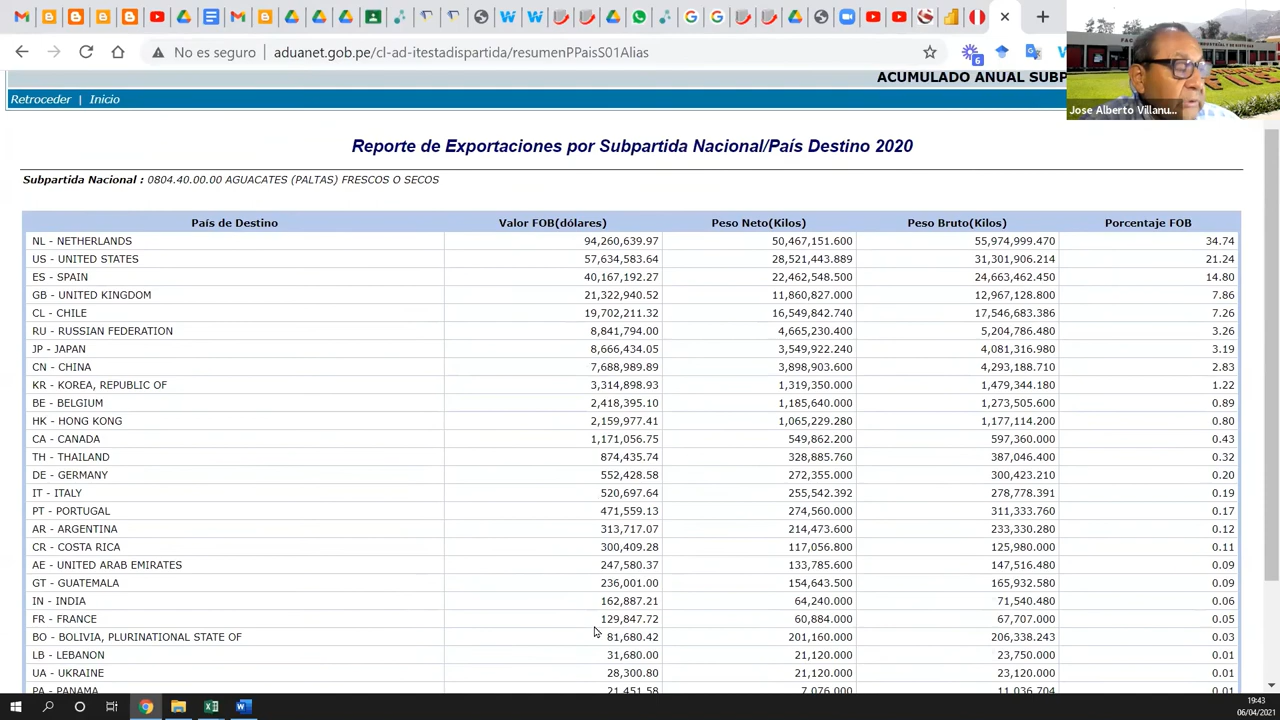 No es seguro | aduanet.gob.pe/cl-ad-itestadispartida/resumenPPaisS01Alias
6
ACUMULADO ANUAL SUBP
Retroceder | Inicio
Jose Alberto Villanu...
Reporte de Exportaciones por Subpartida Nacional/País Destino 2020
Subpartida Nacional : 0804.40.00.00 AGUACATES (PALTAS) FRESCOS O SECOS
País de Destino Valor FOB(dólares) Peso Neto(Kilos) Peso Bruto(Kilos) Porcentaje FOB
NL - NETHERLANDS 94,260,639.97 50,467,151.600 55,974,999.470 34.74
US - UNITED STATES 57,634,583.64 28,521,443.889 31,301,906.214 21.24
ES - SPAIN 40,167,192.27 22,462,548.500 24,663,462.450 14.80
GB - UNITED KINGDOM 21,322,940.52 11,860,827.000 12,967,128.800 7.86
CL - CHILE 19,702,211.32 16,549,842.740 17,546,683.386 7.26
RU - RUSSIAN FEDERATION 8,841,794.00 4,665,230.400 5,204,786.480 3.26
JP - JAPAN 8,666,434.05 3,549,922.240 4,081,316.980 3.19
CN - CHINA 7,688,989.89 3,898,903.600 4,293,188.710 2.83
KR - KOREA, REPUBLIC OF 3,314,898.93 1,319,350.000 1,479,344.180 1.22
BE - BELGIUM 2,418,395.10 1,185,640.000 1,273,505.600 0.89
HK - HONG KONG 2,159,977.41 1,065,229.280 1,177,114.200 0.80
CA - CANADA 1,171,056.75 549,862.200 597,360.000 0.43
TH - THAILAND 874,435.74 328,885.760 387,046.400 0.32
DE - GERMANY 552,428.58 272,355.000 300,423.210 0.20
IT - ITALY 520,697.64 255,542.392 278,778.391 0.19
PT - PORTUGAL 471,559.13 274,560.000 311,333.760 0.17
AR - ARGENTINA 313,717.07 214,473.600 233,330.280 0.12
CR - COSTA RICA 300,409.28 117,056.800 125,980.000 0.11
AE - UNITED ARAB EMIRATES 247,580.37 133,785.600 147,516.480 0.09
GT - GUATEMALA 236,001.00 154,643.500 165,932.580 0.09
IN - INDIA 162,887.21 64,240.000 71,540.480 0.06
FR - FRANCE 129,847.72 60,884.000 67,707.000 0.05
BO - BOLIVIA, PLURINATIONAL STATE OF 81,680.42 201,160.000 206,338.243 0.03
LB - LEBANON 31,680.00 21,120.000 23,750.000 0.01
UA - UKRAINE 28,300.80 21,120.000 23,120.000 0.01
PA - PANAMA 21,451.58 7,076.000 11,036.704 0.01
19:43
06/04/2021